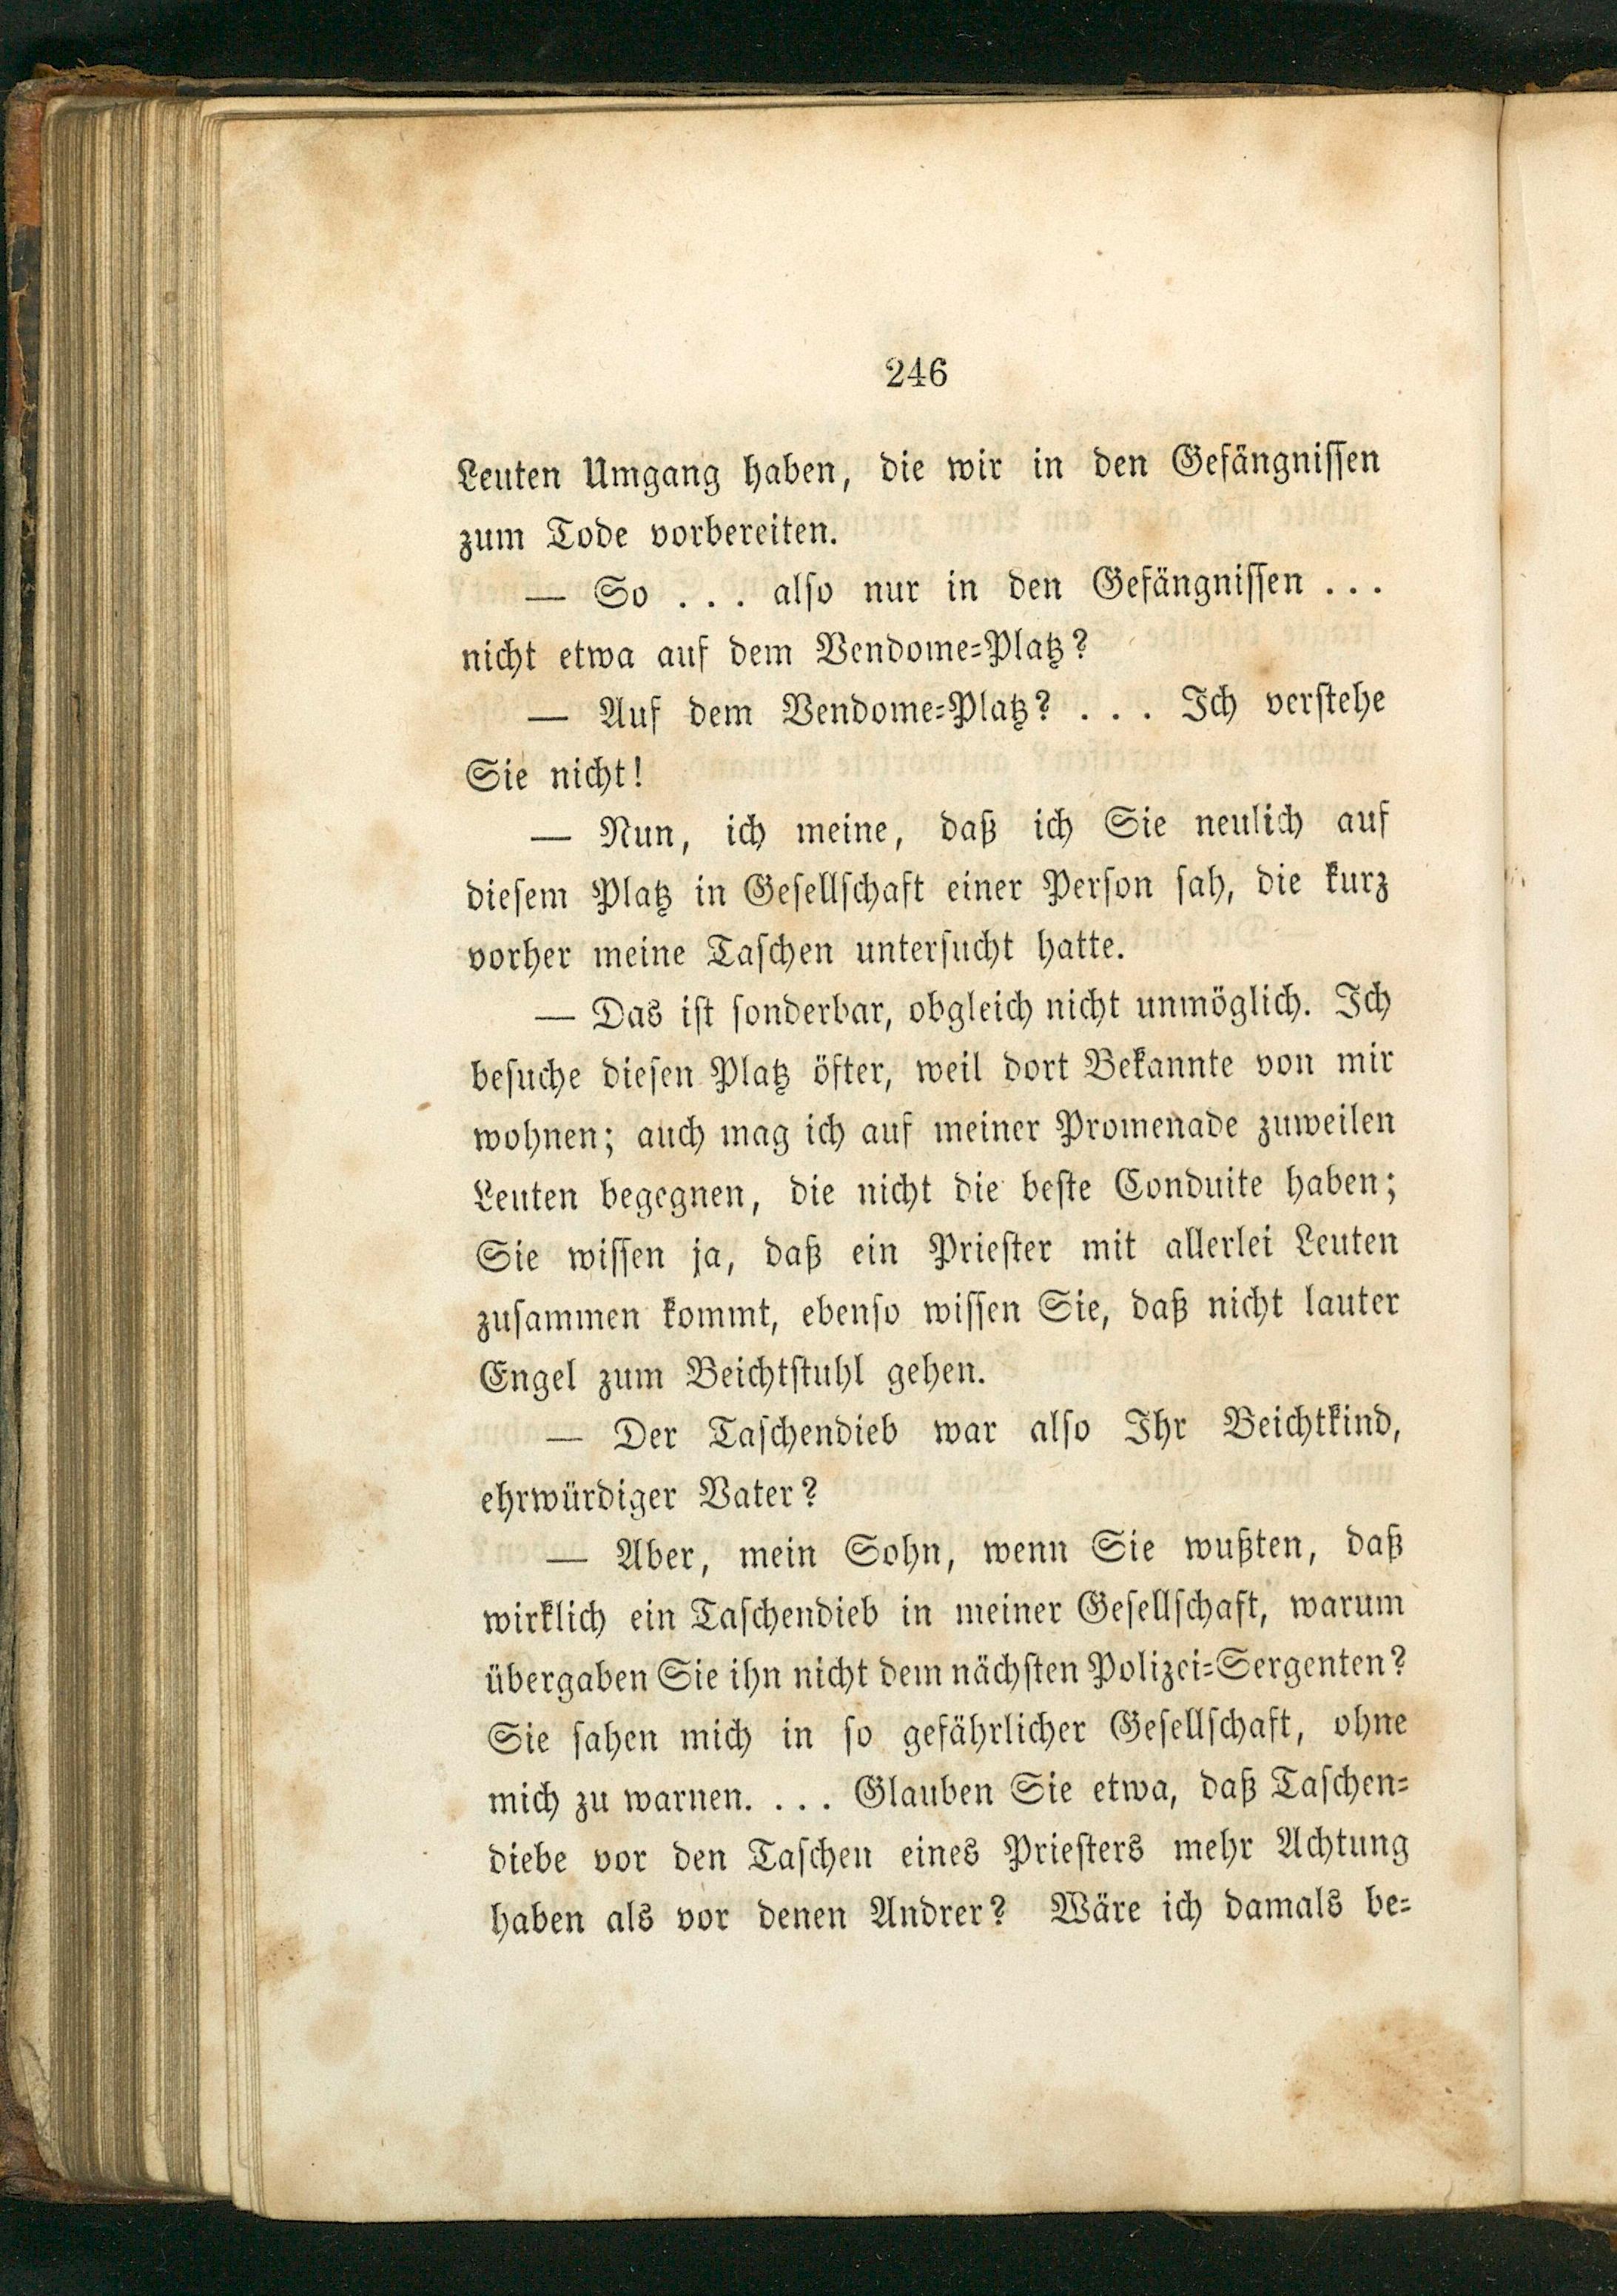 246
Leuten Umgang haben, die wir in den Gefängnissen
zum Tode vorbereiten.
— So . . . also nur in den Gefängnissen . . .
nicht etwa auf dem Vendome-Platz?
— Auf dem Vendome-Platz? . . . Ich verstehe
Sie nicht!
— Nun, ich meine, daß ich Sie neulich auf
diesem Platz in Gesellschaft einer Person sah, die kurz
vorher meine Taschen untersucht hatte.
— Das ist sonderbar, obgleich nicht unmöglich. Ich
besuche diesen Platz öfter, weil dort Bekannte von mir
wohnen; auch mag ich auf meiner Promenade zuweilen
Leuten begegnen, die nicht die beste Conduite haben;
Sie wissen ja, daß ein Priester mit allerlei Leuten
zusammen kommt, ebenso wissen Sie, daß nicht lauter
Engel zum Beichtstuhl gehen.
— Der Taschendieb war also Ihr Beichtkind,
ehrwürdiger Vater?
— Aber, mein Sohn, wenn Sie wußten, daß
wirklich ein Taschendieb in meiner Gesellschaft, warum
übergaben Sie ihn nicht dem nächsten Polizei-Sergenten?
Sie sahen mich in so gefährlicher Gesellschaft, ohne
mich zu warnen. . . . Glauben Sie etwa, daß Taschen-
diebe vor den Taschen eines Priesters mehr Achtung
haben als vor denen Andrer? Wäre ich damals be-